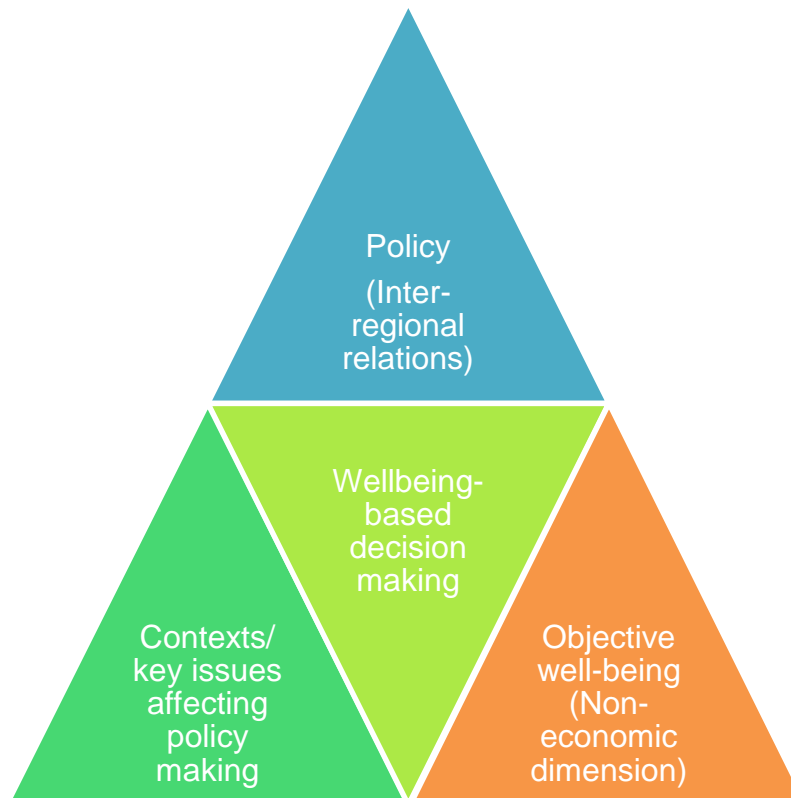 Policy
(Inter-
regional
relations)
Wellbeing-
based
decision
making
Contexts/
key issues
affecting
policy
making
Objective
well-being
(Non-
economic
dimension)